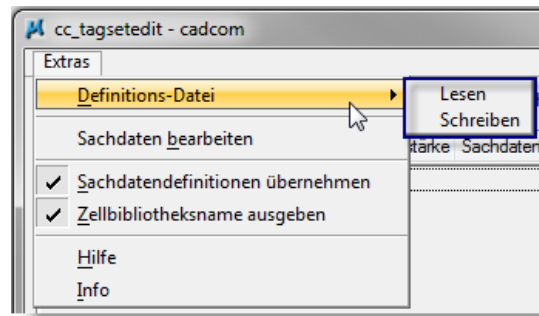 cc_tagsetedit - cadcom
Extras
Definitions-Datei
Lesen
Schreiben
Sachdaten bearbeiten
stärke Sachdaten
Sachdatendefinitionen übernehmen
Zellbibliotheksname ausgeben
Hilfe
Info